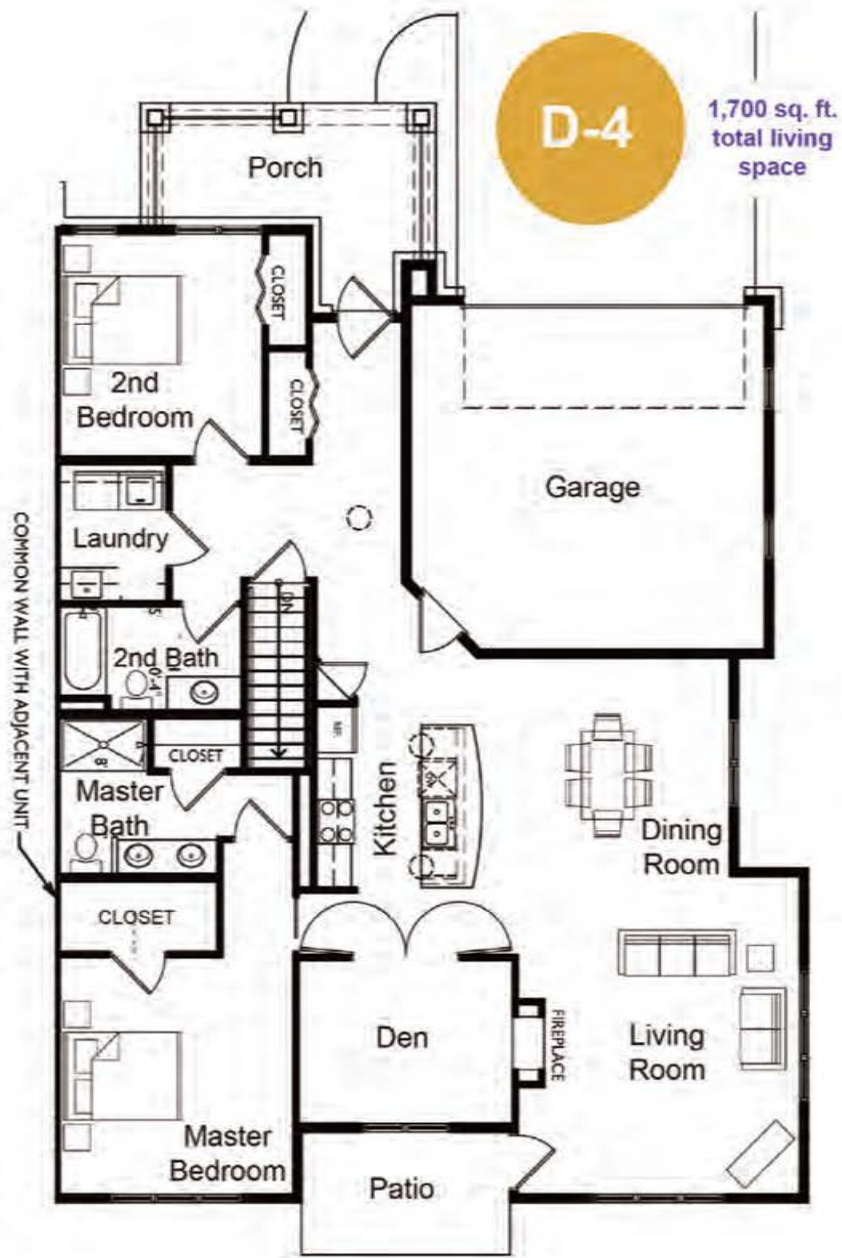 D-4
1,700 sq. ft.
total living
space
Porch
CLOSET
CLOSET
2nd
Bedroom
Garage
Laundry
COMMON WALL WITH ADJACENT UNIT
DN
2nd Bath
CLOSET
Master
Bath
Kitchen
Dining
Room
CLOSET
Den
FIREPLACE
Living
Room
Master
Bedroom
Patio